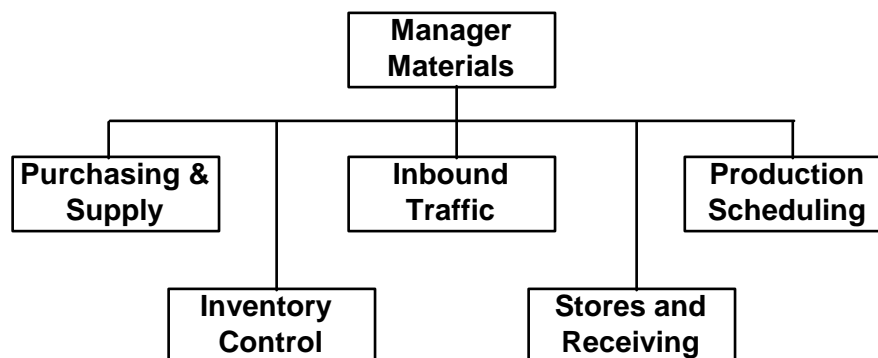 Manager
Materials
Purchasing &
Supply
Inbound
Traffic
Production
Scheduling
Inventory
Control
Stores and
Receiving